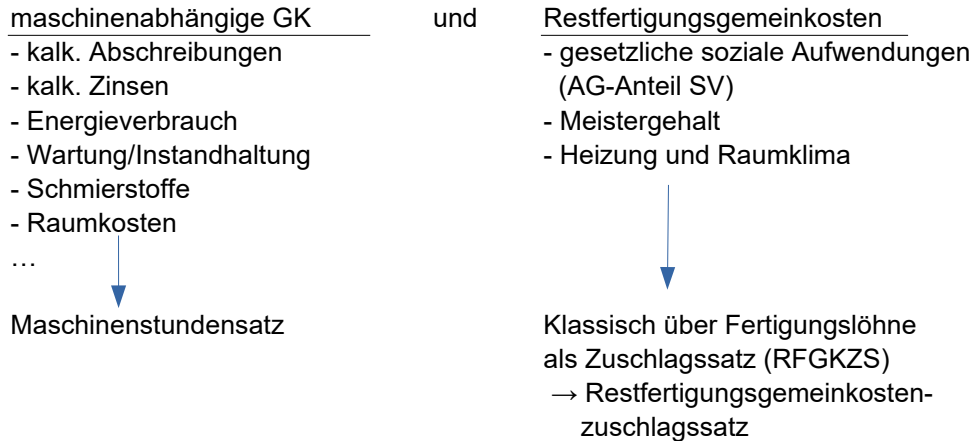 maschinenabhängige GK und Restfertigungsgemeinkosten
- kalk. Abschreibungen
- kalk. Zinsen
- Energieverbrauch
- Wartung/Instandhaltung
- Schmierstoffe
- Raumkosten
…
Maschinenstundensatz
- gesetzliche soziale Aufwendungen
(AG-Anteil SV)
- Meistergehalt
- Heizung und Raumklima
Klassisch über Fertigungslöhne
als Zuschlagssatz (RFGKZS)
→ Restfertigungsgemeinkosten-
zuschlagssatz